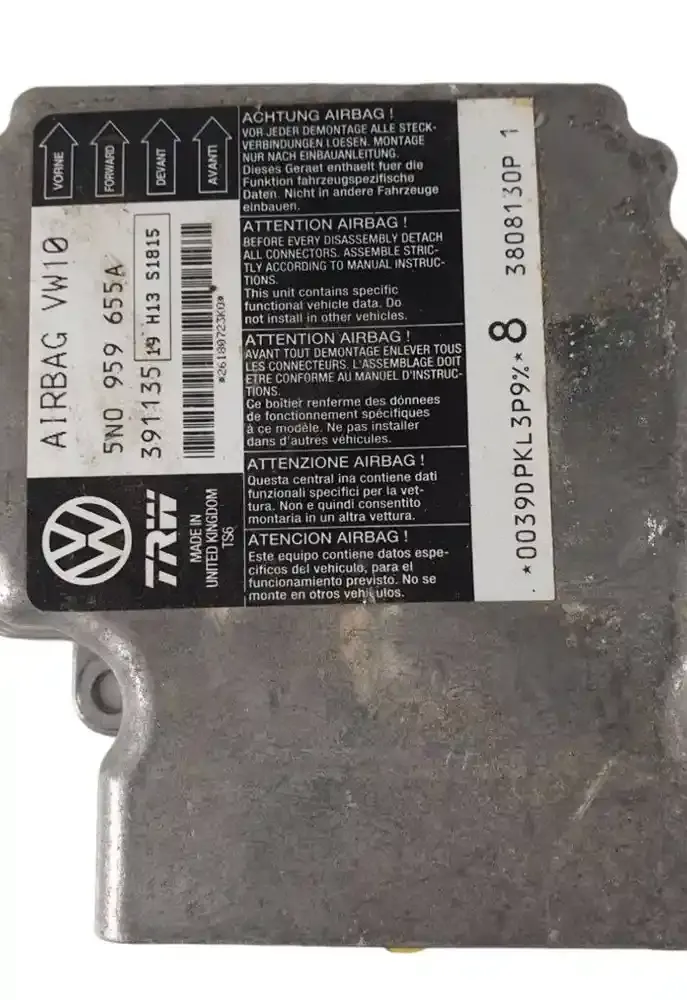 VORNE
FORWARD
DEVANT
AVANTI
AIRBAG VW10
5N0 959 655A
391135 19 H13 S1815
*26180723K0*
VW
TRW
MADE IN
UNITED KINGDOM
TS6
ACHTUNG AIRBAG !
VOR JEDER DEMONTAGE ALLE STECK-
VERBINDUNGEN LOESEN. MONTAGE
NUR NACH EINBAUANLEITUNG.
Dieses Geraet enthaelt fuer die
Funktion fahrzeugspezifische
Daten. Nicht in andere Fahrzeuge
einbauen.
ATTENTION AIRBAG !
BEFORE EVERY DISASSEMBLY DETACH
ALL CONNECTORS. ASSEMBLE STRIC-
TLY ACCORDING TO MANUAL INSTRUC-
TIONS.
This unit contains specific
functional vehicle data. Do
not install in other vehicles.
ATTENTION AIRBAG !
AVANT TOUT DEMONTAGE ENLEVER TOUS
LES CONNECTEURS. L'ASSEMBLAGE DOIT
ETRE CONFORME AU MANUEL D'INSTRUC-
TIONS.
Ce boîtier renferme des données
de fonctionnement spécifiques
à ce modèle. Ne pas installer
dans d'autres véhicules.
ATTENZIONE AIRBAG !
Questa central ina contiene dati
funzionali specifici per la vet-
tura. Non e quindi consentito
montaria in un altra vettura.
ATENCION AIRBAG !
Este equipo contiene datos espe-
cificos del vehiculo, para el
funcionamiento previsto. No se
monte en otros vehiculos.
*0039DPKL3P9%* 8 3808130P 1